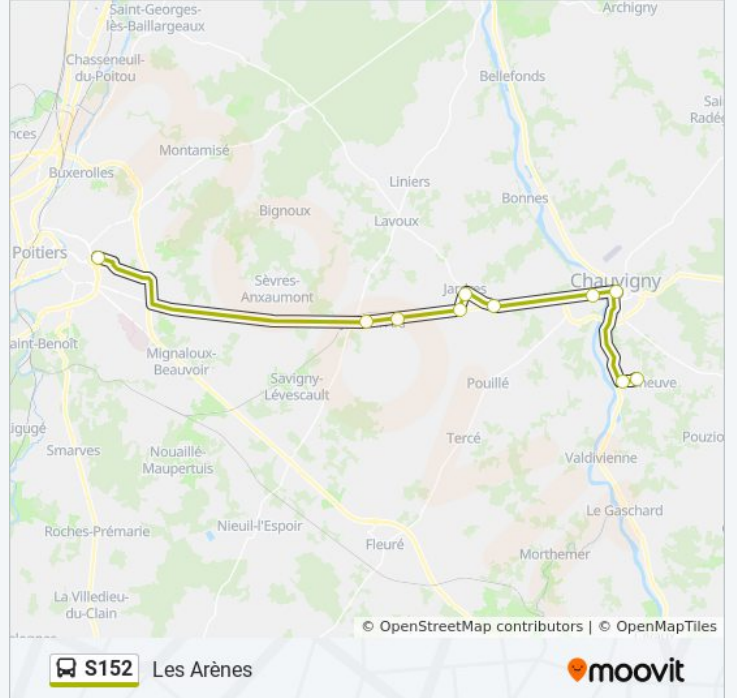 Saint-Georges-
lès-Baillargeaux
Archigny
Chasseneuil-
du-Poitou
Bellefonds
Montamisé
Buxerolles
Liniers
Bonnes
Bignoux
Lavoux
Poitiers
Sèvres-
Anxaumont
Chauvigny
Mignaloux-
Beauvoir
Savigny-
Lévescault
Pouillé
Smarves
Tercé
Nouaillé-
Maupertuis
Valdivienne
Le Gaschard
Nieuil-l'Espoir
Roches-Prémarie
Fleuré
Morthemer
La Villedieu-
du-Clain
© OpenStreetMap contributors | © OpenMapTiles
S152 Les Arènes
moovit